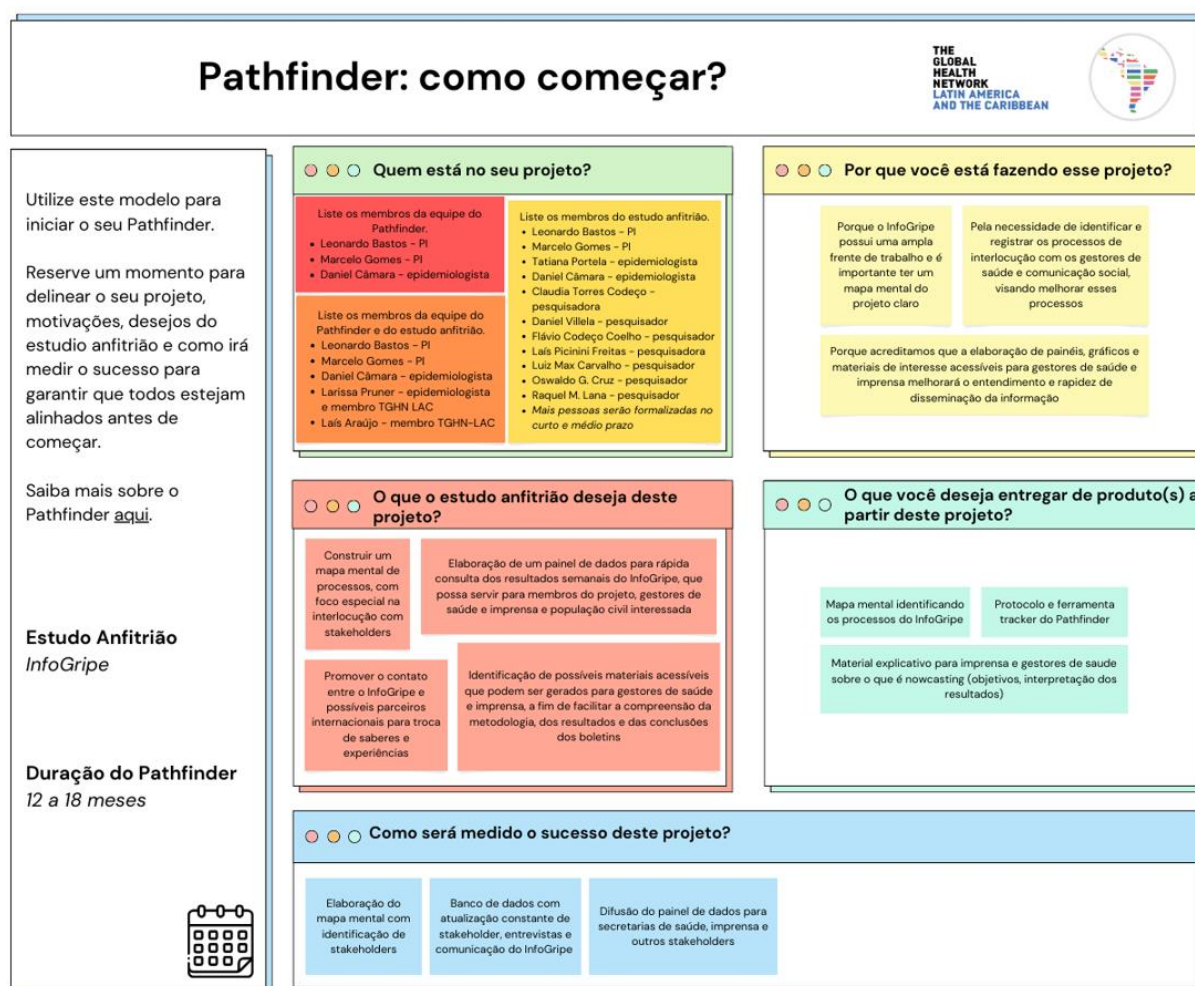 Pathfinder: como começar?
THE
GLOBAL
HEALTH
NETWORK
LATIN AMERICA
AND THE CARIBBEAN
Utilize este modelo para
iniciar o seu Pathfinder.
Reserve um momento para
delinear o seu projeto,
motivações, desejos do
estudio anfitrião e como irá
medir o sucesso para
garantir que todos estejam
alinhados antes de
começar.
Saiba mais sobre o
Pathfinder aqui.
Estudo Anfitrião
InfoGripe
Duração do Pathfinder
12 a 18 meses
Quem está no seu projeto?
Liste os membros da equipe do
Pathfinder.
• Leonardo Bastos - PI
• Marcelo Gomes - PI
• Daniel Câmara - epidemiologista
Liste os membros da equipe do
Pathfinder e do estudo anfitrião.
• Leonardo Bastos - PI
• Marcelo Gomes - PI
• Daniel Câmara - epidemiologista
• Larissa Pruner - epidemiologista
e membro TGHN LAC
• Laís Araújo - membro TGHN-LAC
Liste os membros do estudo anfitrião.
• Leonardo Bastos - PI
• Marcelo Gomes - PI
• Tatiana Portela - epidemiologista
• Daniel Câmara - epidemiologista
• Claudia Torres Codeço -
pesquisadora
• Daniel Villela - pesquisador
• Flávio Codeço Coelho - pesquisador
• Laís Picinini Freitas - pesquisadora
• Luiz Max Carvalho - pesquisador
• Oswaldo G. Cruz - pesquisador
• Raquel M. Lana - pesquisador
• Mais pessoas serão formalizadas no
curto e médio prazo
Por que você está fazendo esse projeto?
Porque o InfoGripe
possui uma ampla
frente de trabalho e é
importante ter um
mapa mental do
projeto claro
Pela necessidade de identificar e
registrar os processos de
interlocução com os gestores de
saúde e comunicação social,
visando melhorar esses
processos
Porque acreditamos que a elaboração de painéis, gráficos e
materiais de interesse acessíveis para gestores de saúde e
imprensa melhorará o entendimento e rapidez de
disseminação da informação
O que o estudo anfitrião deseja deste
projeto?
Construir um
mapa mental de
processos, com
foco especial na
interlocução com
stakeholders
Elaboração de um painel de dados para rápida
consulta dos resultados semanais do InfoGripe, que
possa servir para membros do projeto, gestores de
saúde e imprensa e população civil interessada
Promover o contato
entre o InfoGripe e
possíveis parceiros
internacionais para troca
de saberes e
experiências
Identificação de possíveis materiais acessíveis
que podem ser gerados para gestores de saúde
e imprensa, a fim de facilitar a compreensão da
metodologia, dos resultados e das conclusões
dos boletins
O que você deseja entregar de produto(s) a
partir deste projeto?
Mapa mental identificando
os processos do InfoGripe
Protocolo e ferramenta
tracker do Pathfinder
Material explicativo para imprensa e gestores de saude
sobre o que é nowcasting (objetivos, interpretação dos
resultados)
Como será medido o sucesso deste projeto?
Elaboração do
mapa mental com
identificação de
stakeholders
Banco de dados com
atualização constante de
stakeholder, entrevistas e
comunicação do InfoGripe
Difusão do painel de dados para
secretarias de saúde, imprensa e
outros stakeholders